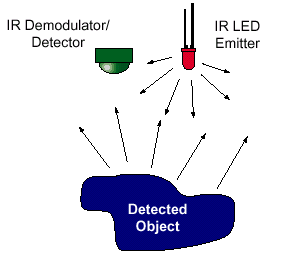 IR Demodulator/
Detector
IR LED
Emitter
Detected
Object